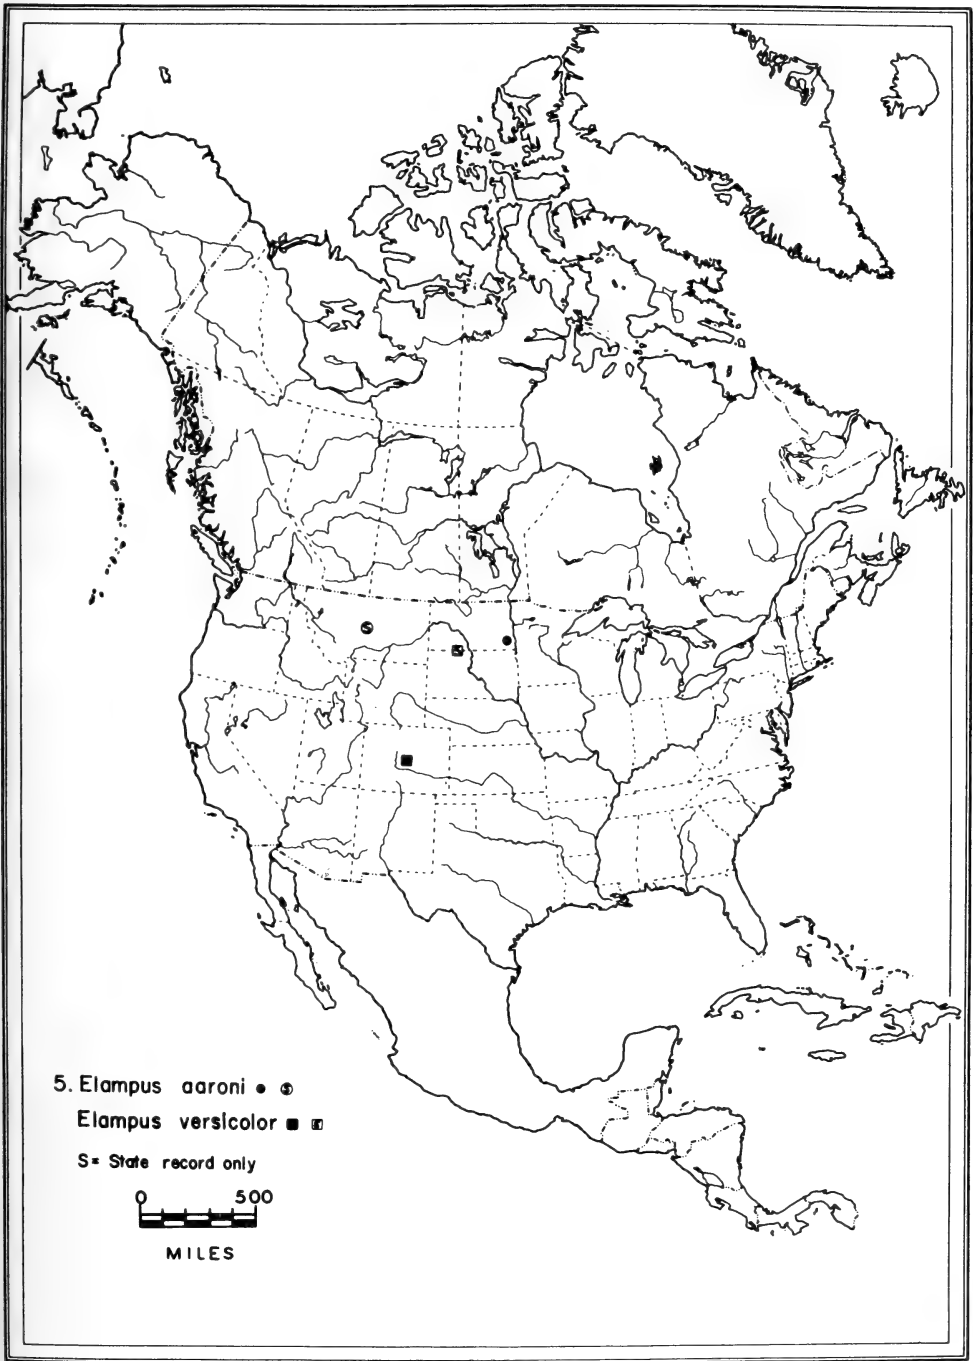 5. Elampus aaroni ● Ⓢ
Elampus versicolor ■ S
S= State record only
0 500
MILES